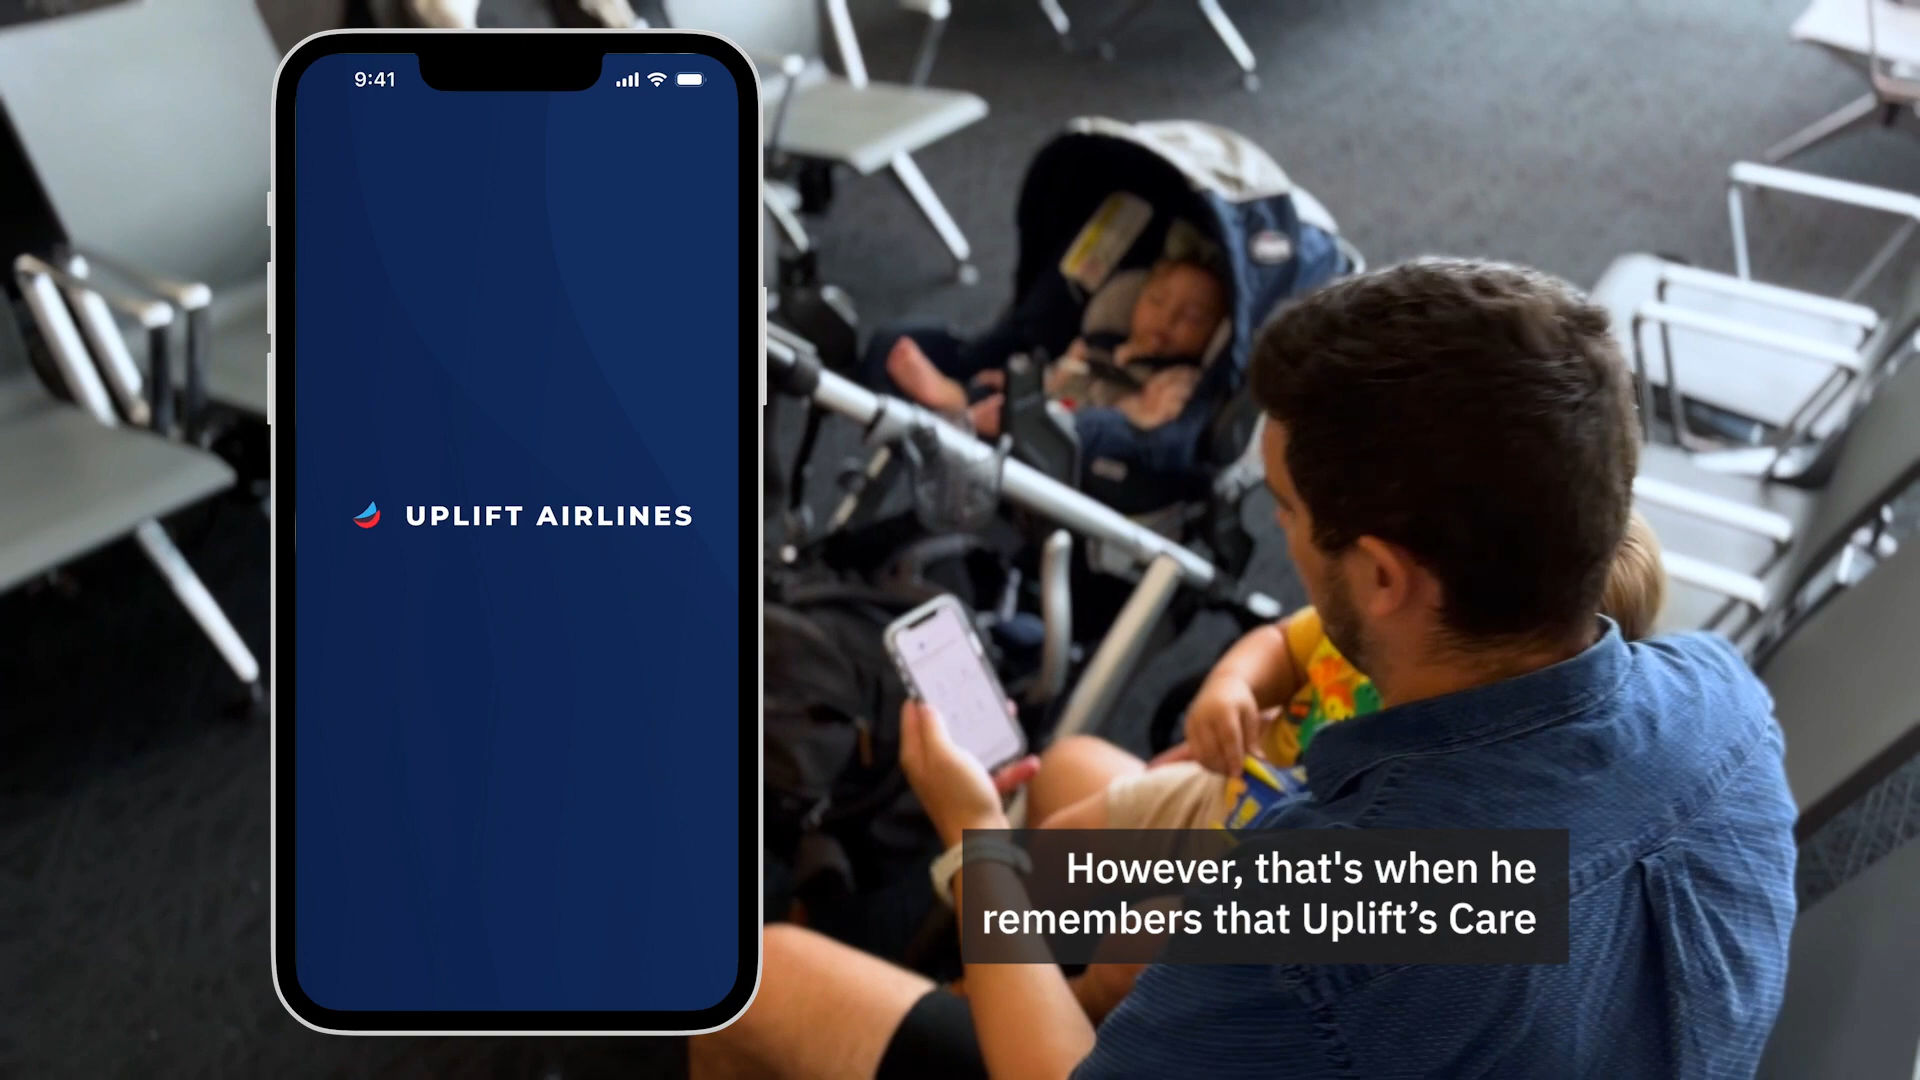 9:41
UPLIFT AIRLINES
However, that's when he
remembers that Uplift’s Care